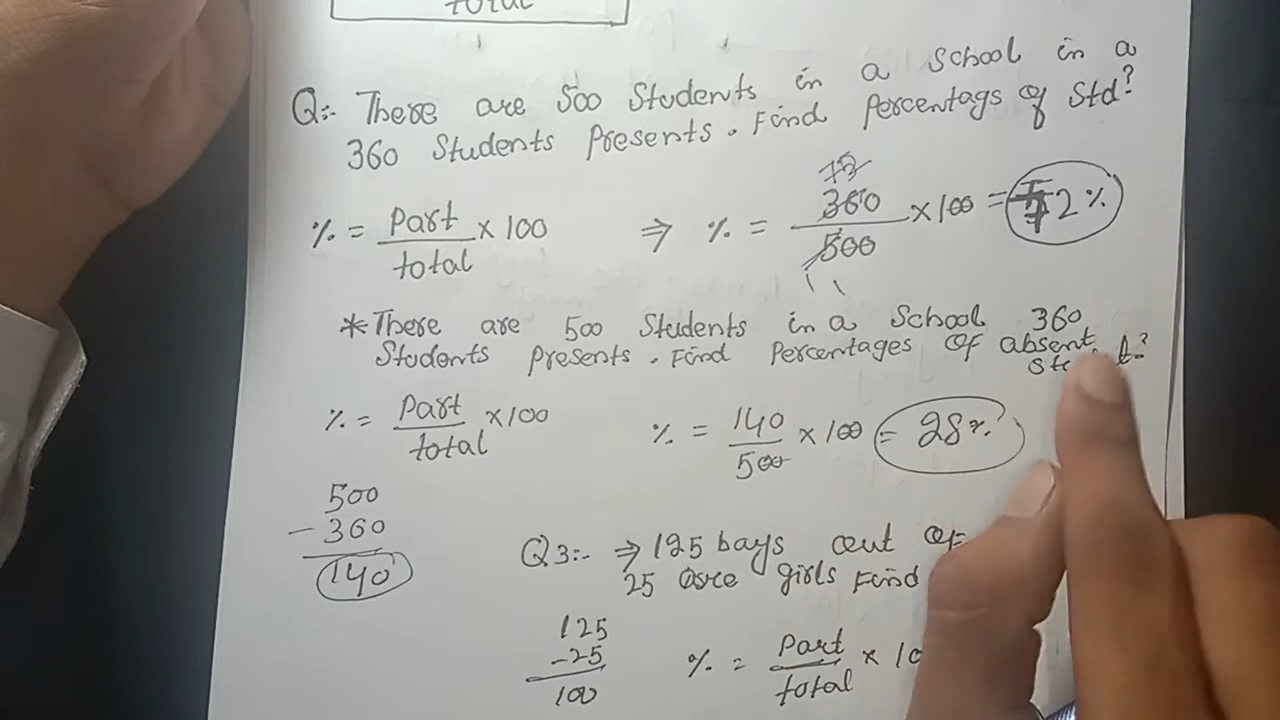 total
Q:- There are 500 Students in a School in a
360 Students Presents. Find Percentags of Std?
% = Part/total × 100 ⇒ % = 360/500 × 100 = 72%
72
* There are 500 Students in a School 360
Students Presents. Find Percentages of absent
% = Part/total × 100 % = 140/500 × 100 = 28%
500
- 360
140
Q3:- ⇒ 125 bays out of
25 are girls Find
125
-25
100
% = Part/total ×